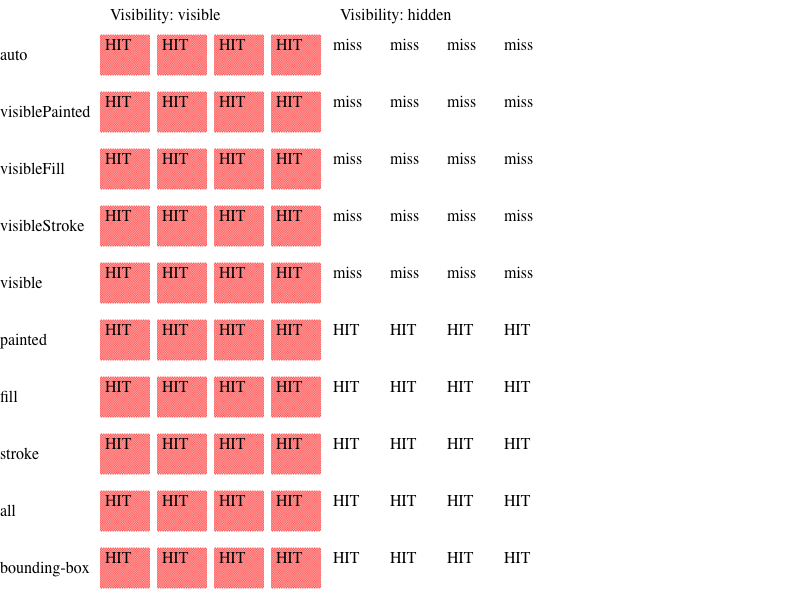 Visibility: visible Visibility: hidden
auto HIT HIT HIT HIT miss miss miss miss
visiblePainted HIT HIT HIT HIT miss miss miss miss
visibleFill HIT HIT HIT HIT miss miss miss miss
visibleStroke HIT HIT HIT HIT miss miss miss miss
visible HIT HIT HIT HIT miss miss miss miss
painted HIT HIT HIT HIT HIT HIT HIT HIT
fill HIT HIT HIT HIT HIT HIT HIT HIT
stroke HIT HIT HIT HIT HIT HIT HIT HIT
all HIT HIT HIT HIT HIT HIT HIT HIT
bounding-box HIT HIT HIT HIT HIT HIT HIT HIT